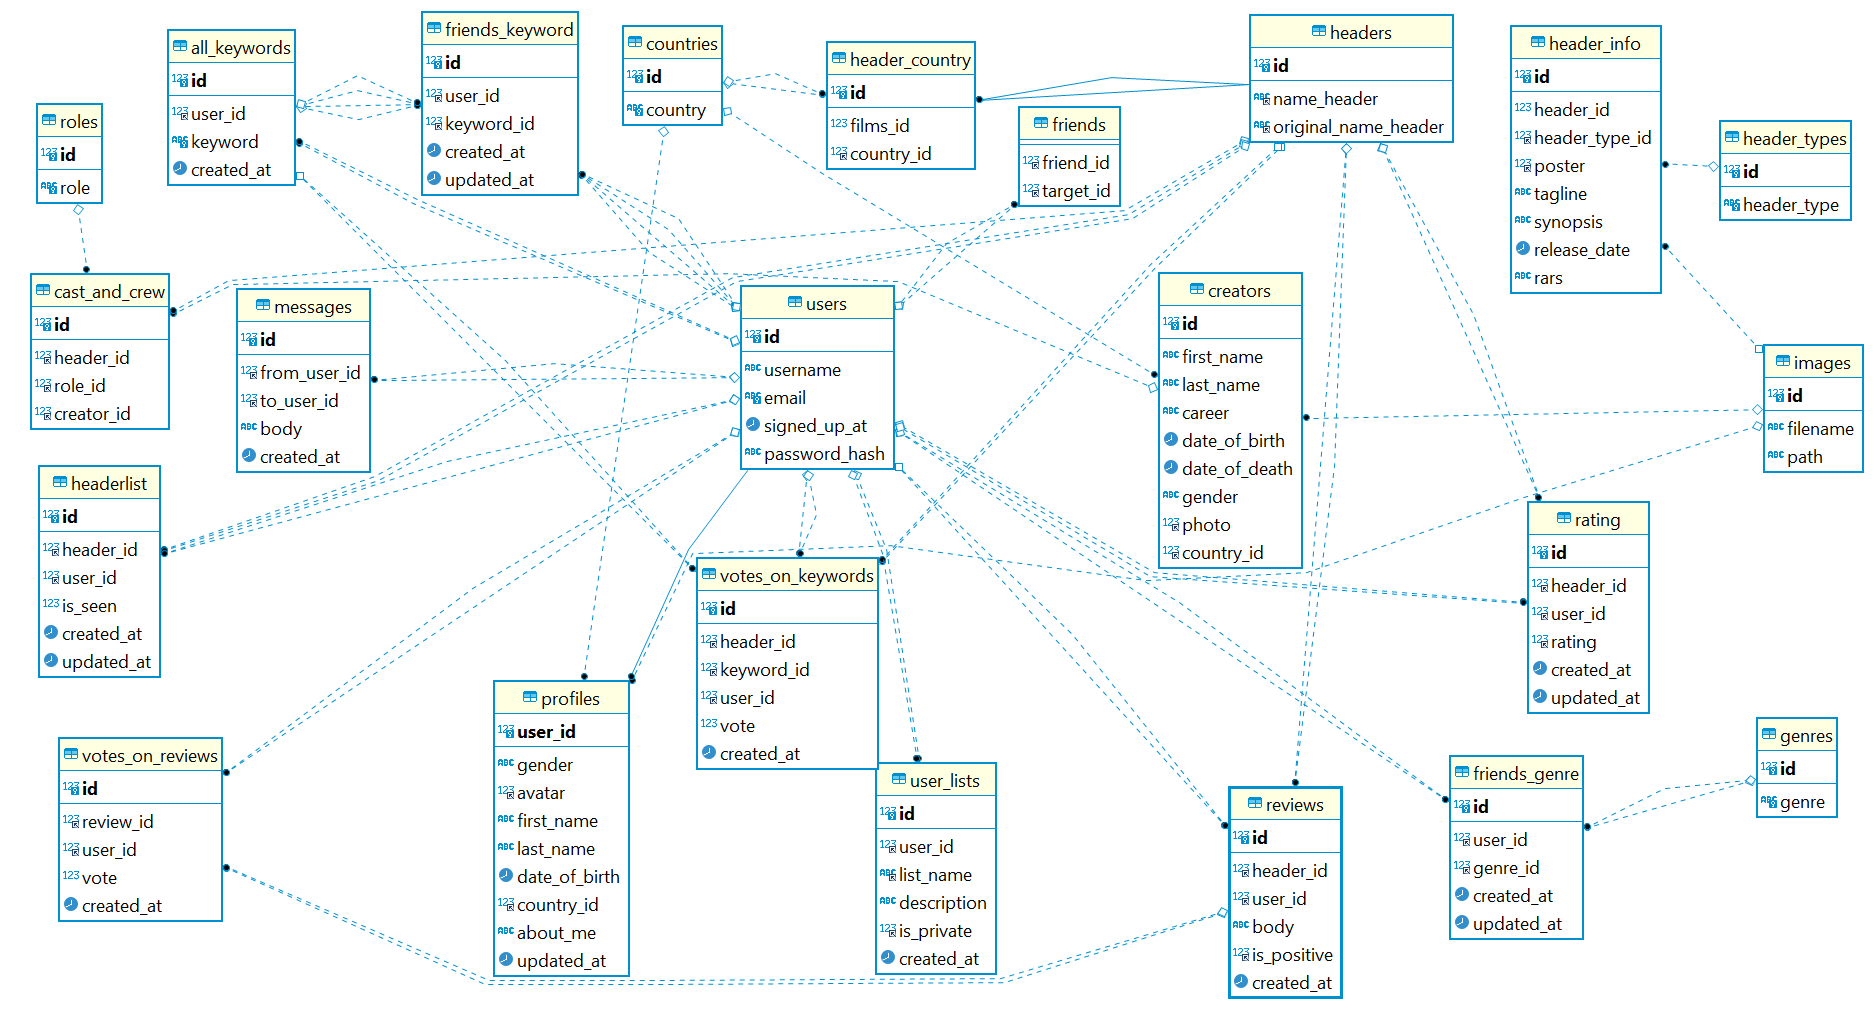 roles
id
role
all_keywords
id
user_id
keyword
created_at
friends_keyword
id
user_id
keyword_id
created_at
updated_at
countries
id
country
header_country
id
films_id
country_id
friends
friend_id
target_id
headers
id
name_header
original_name_header
header_info
id
header_id
header_type_id
poster
tagline
synopsis
release_date
rars
header_types
id
header_type
cast_and_crew
id
header_id
role_id
creator_id
messages
id
from_user_id
to_user_id
body
created_at
users
id
username
email
signed_up_at
password_hash
creators
id
first_name
last_name
career
date_of_birth
date_of_death
gender
photo
country_id
images
id
filename
path
headerlist
id
header_id
user_id
is_seen
created_at
updated_at
rating
id
header_id
user_id
rating
created_at
updated_at
votes_on_keywords
id
header_id
keyword_id
user_id
vote
created_at
profiles
user_id
gender
avatar
first_name
last_name
date_of_birth
country_id
about_me
updated_at
votes_on_reviews
id
review_id
user_id
vote
created_at
user_lists
id
user_id
list_name
description
is_private
created_at
reviews
id
header_id
user_id
body
is_positive
created_at
friends_genre
id
user_id
genre_id
created_at
updated_at
genres
id
genre